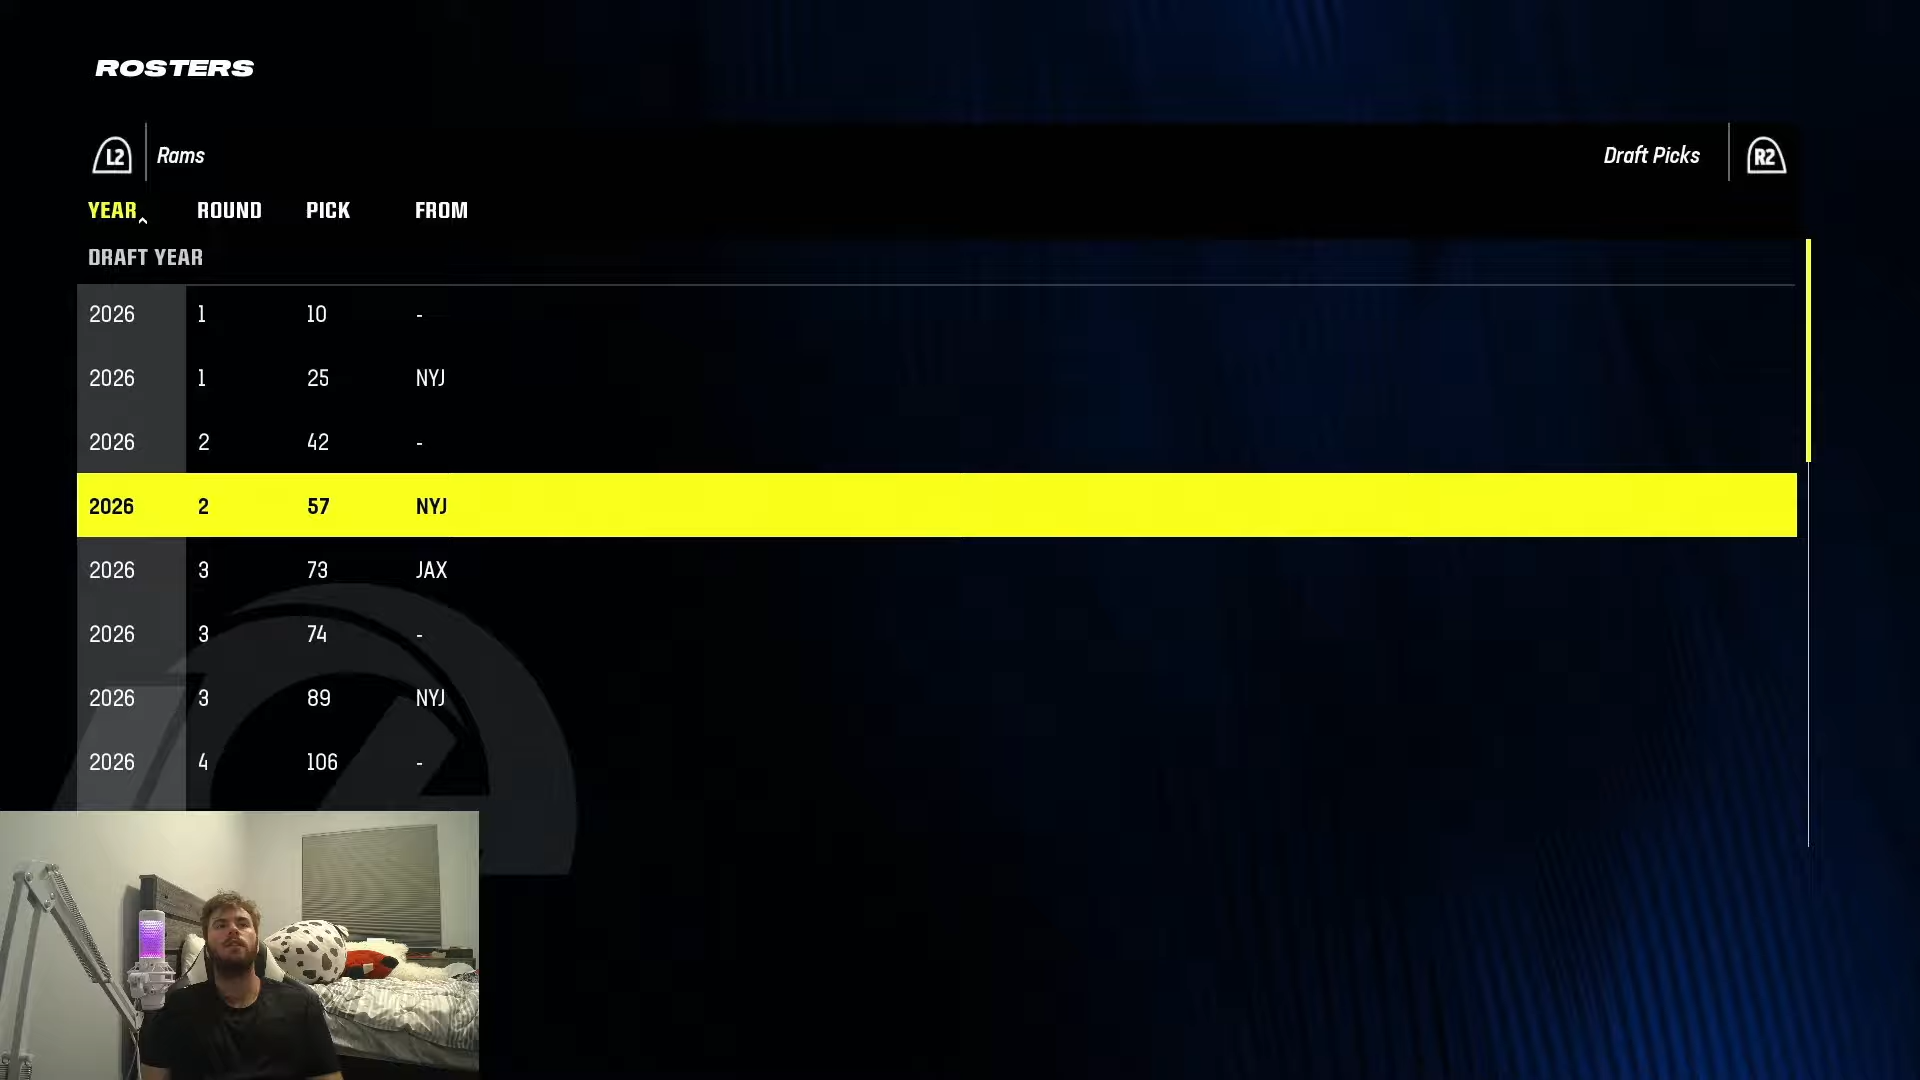 ROSTERS
L2 Rams Draft Picks R2
YEAR ROUND PICK FROM
DRAFT YEAR
2026 1 10 -
2026 1 25 NYJ
2026 2 42 -
2026 2 57 NYJ
2026 3 73 JAX
2026 3 74 -
2026 3 89 NYJ
2026 4 106 -